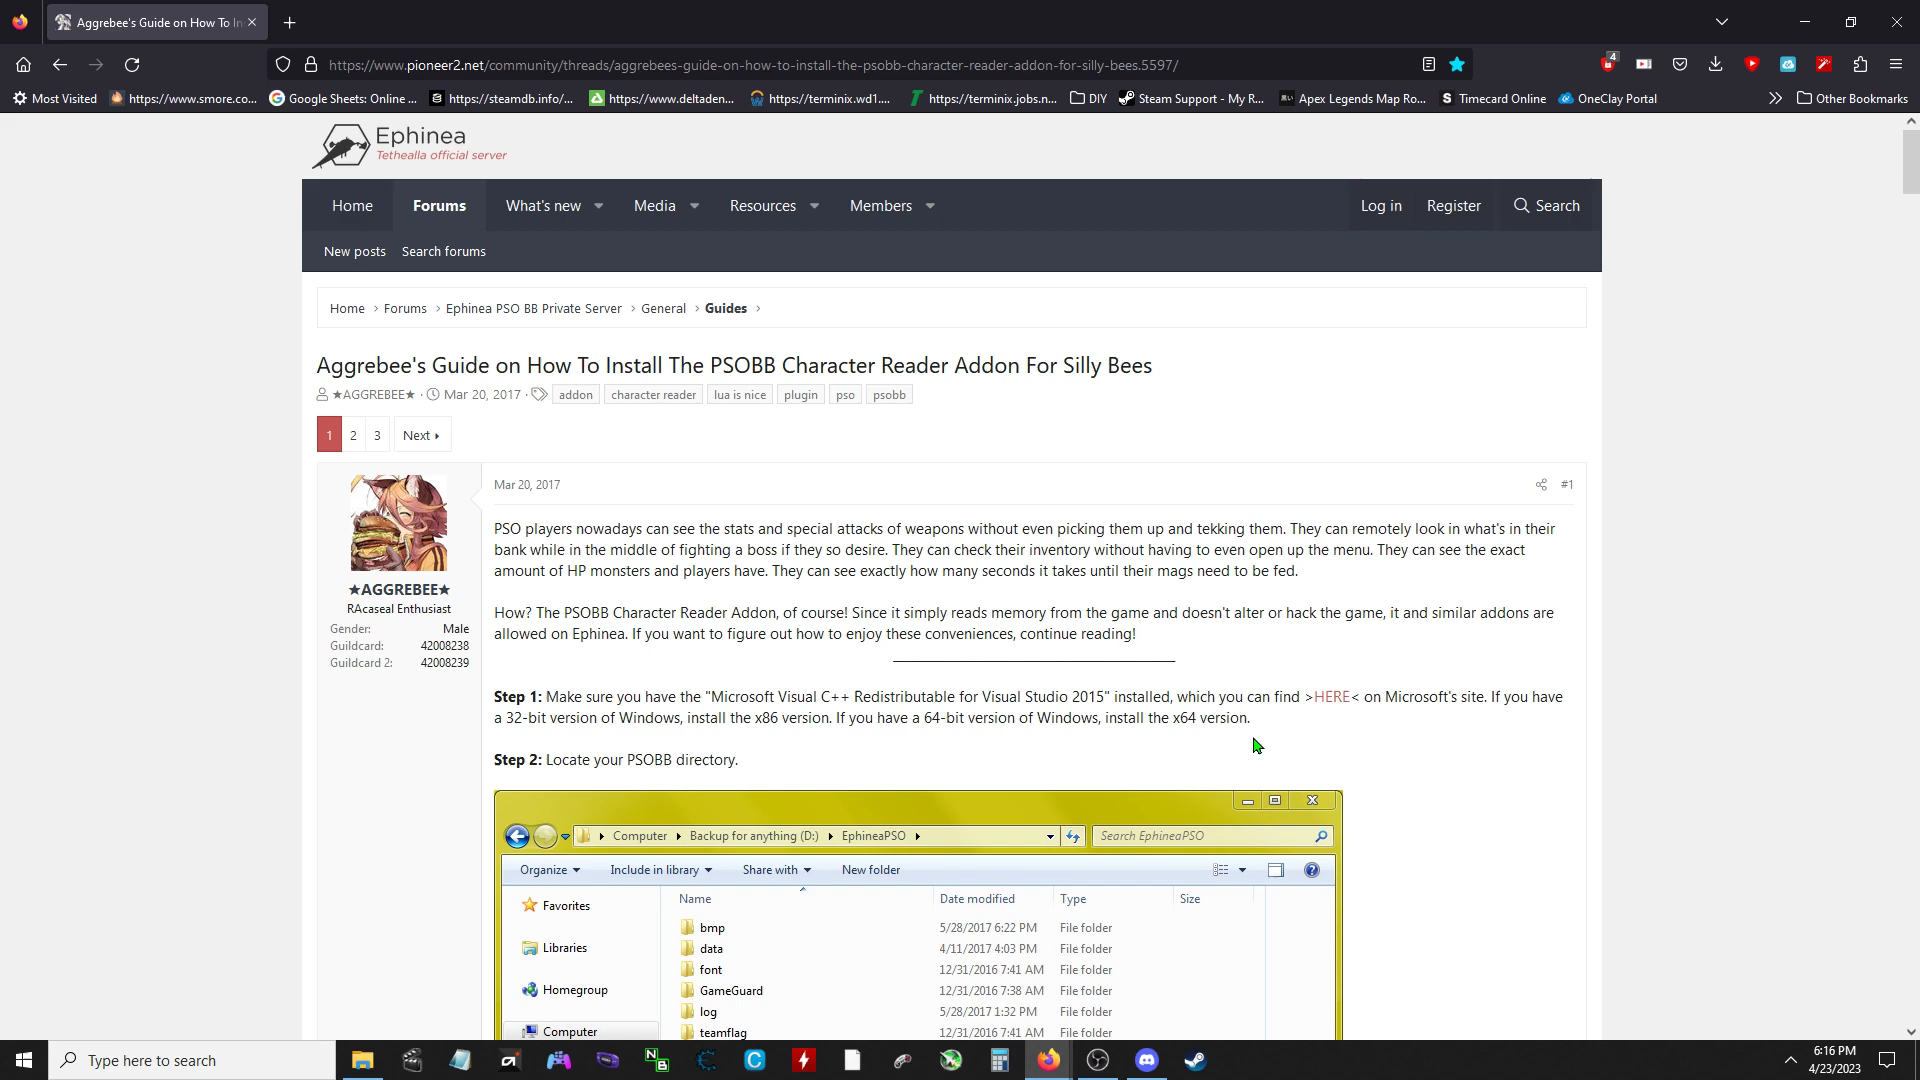 Aggrebee's Guide on How To In
https://www.pioneer2.net/community/threads/aggrebees-guide-on-how-to-install-the-psobb-character-reader-addon-for-silly-bees.5597/
4
Most Visited
https://www.smore.co...
Google Sheets: Online ...
https://steamdb.info/...
https://www.deltaden...
https://terminix.wd1....
https://terminix.jobs.n...
DIY
Steam Support - My R...
Apex Legends Map Ro...
Timecard Online
OneClay Portal
Other Bookmarks
Ephinea
Tethealla official server
Home Forums What's new Media Resources Members Log in Register Search
New posts Search forums
Home › Forums › Ephinea PSO BB Private Server › General › Guides ›
Aggrebee's Guide on How To Install The PSOBB Character Reader Addon For Silly Bees
★AGGREBEE★ · Mar 20, 2017 · addon character reader lua is nice plugin pso psobb
1 2 3 Next
Mar 20, 2017 #1
★AGGREBEE★
RAcaseal Enthusiast
Gender: Male
Guildcard: 42008238
Guildcard 2: 42008239
PSO players nowadays can see the stats and special attacks of weapons without even picking them up and tekking them. They can remotely look in what's in their
bank while in the middle of fighting a boss if they so desire. They can check their inventory without having to even open up the menu. They can see the exact
amount of HP monsters and players have. They can see exactly how many seconds it takes until their mags need to be fed.
How? The PSOBB Character Reader Addon, of course! Since it simply reads memory from the game and doesn't alter or hack the game, it and similar addons are
allowed on Ephinea. If you want to figure out how to enjoy these conveniences, continue reading!
Step 1: Make sure you have the "Microsoft Visual C++ Redistributable for Visual Studio 2015" installed, which you can find >HERE< on Microsoft's site. If you have
a 32-bit version of Windows, install the x86 version. If you have a 64-bit version of Windows, install the x64 version.
Step 2: Locate your PSOBB directory.
Computer Backup for anything (D:) EphineaPSO Search EphineaPSO
Organize Include in library Share with New folder
Name Date modified Type Size
Favorites
Libraries
Homegroup
Computer
bmp 5/28/2017 6:22 PM File folder
data 4/11/2017 4:03 PM File folder
font 12/31/2016 7:41 AM File folder
GameGuard 12/31/2016 7:38 AM File folder
log 5/28/2017 1:32 PM File folder
teamflag 12/31/2016 7:41 AM File folder
Type here to search
6:16 PM
4/23/2023